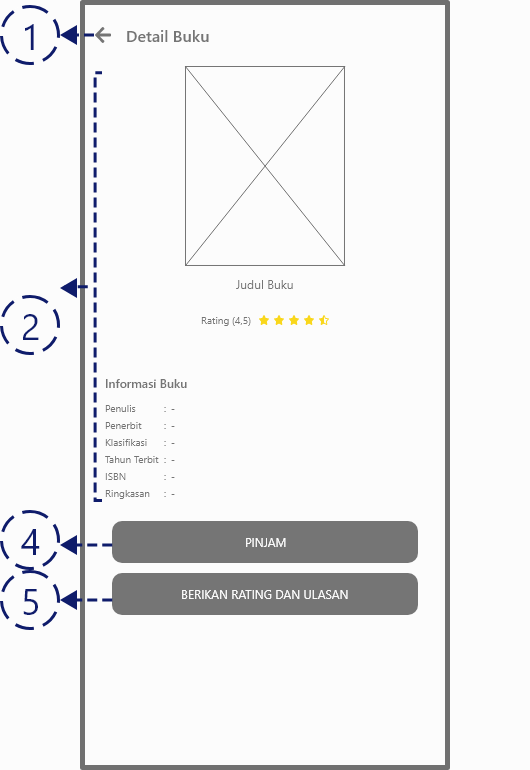 1
Detail Buku
Judul Buku
Rating (4,5)
2
Informasi Buku
Penulis : -
Penerbit : -
Klasifikasi : -
Tahun Terbit : -
ISBN : -
Ringkasan : -
4
PINJAM
5
BERIKAN RATING DAN ULASAN